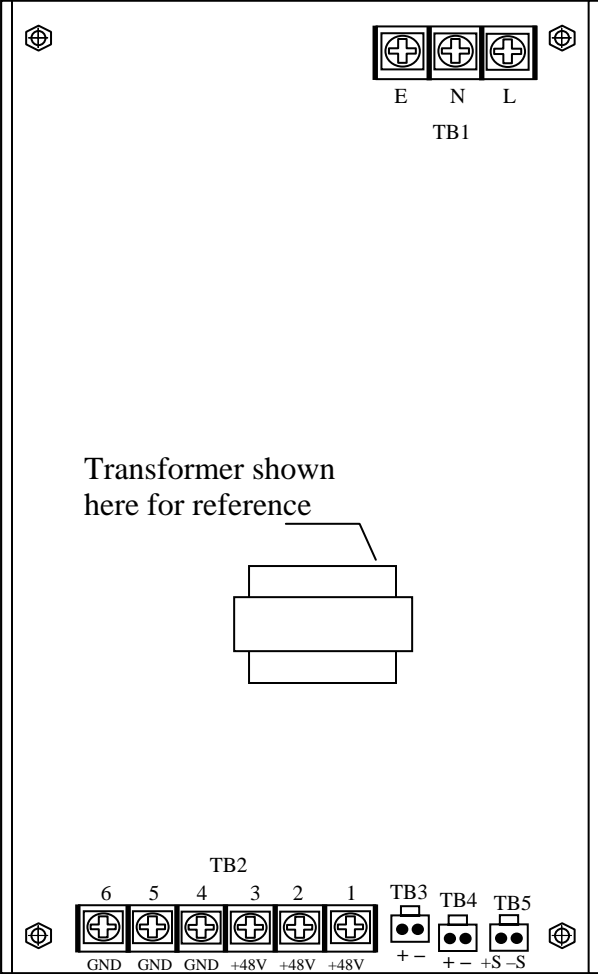 E N L
TB1
Transformer shown
here for reference
TB2
6 5 4 3 2 1
TB3
TB4
TB5
GND GND GND +48V +48V +48V
+ –
+ –
+S –S